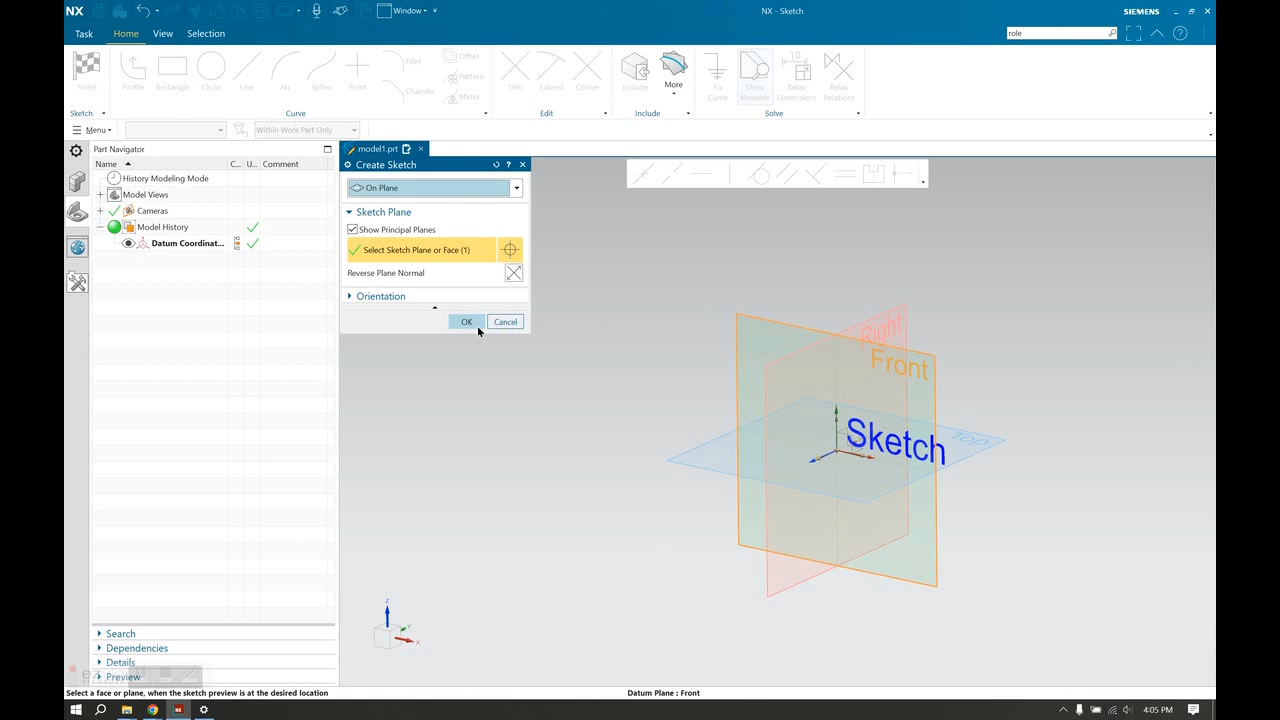 NX
Window
NX - Sketch
SIEMENS
Task
Home
View
Selection
role
Finish
Profile
Rectangle
Circle
Line
Arc
Spline
Point
Fillet
Chamfer
Offset
Pattern
Mirror
Trim
Extend
Corner
Include
More
Fix
Curve
Show
Movable
Relax
Dimensions
Relax
Relations
Sketch
Curve
Edit
Include
Solve
Menu
Within Work Part Only
Part Navigator
model1.prt
Name
C...
U...
Comment
Create Sketch
History Modeling Mode
On Plane
Model Views
Cameras
Sketch Plane
Model History
Show Principal Planes
Datum Coordinat...
Select Sketch Plane or Face (1)
Reverse Plane Normal
Orientation
OK
Cancel
Right
Front
Sketch
Top
Z
Y
X
Search
Dependencies
Details
Preview
Select a face or plane, when the sketch preview is at the desired location
Datum Plane : Front
4:05 PM